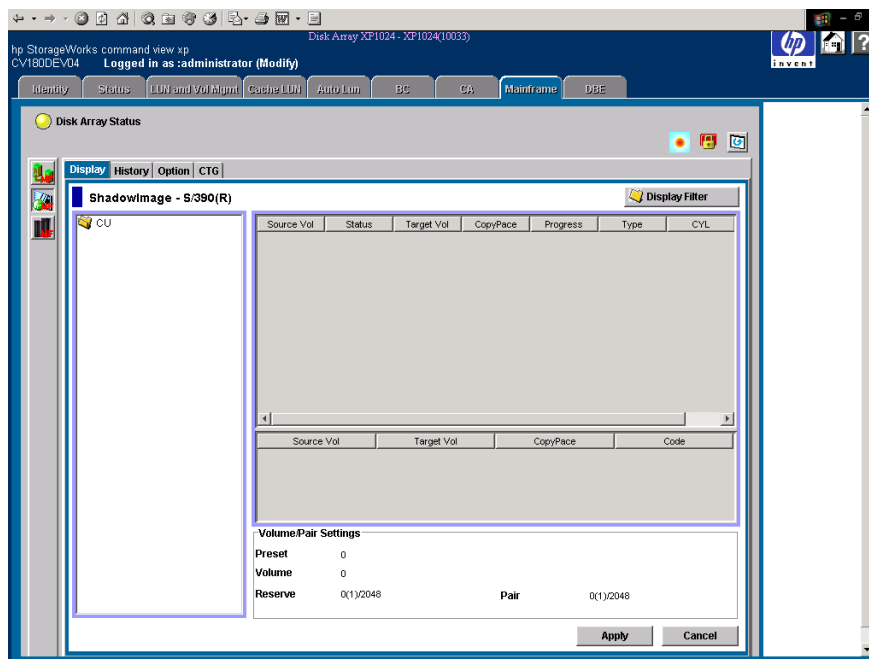 Disk Array XP1024 - XP1024(10033)
hp StorageWorks command view xp
CV180DEV04 Logged in as :administrator (Modify)
hp
invent
?
Identity Status LUN and Vol Mgmt Cache LUN Auto Lun BC CA Mainframe DBE
Disk Array Status
Display History Option CTG
ShadowImage - S/390(R)
Display Filter
CU
Source Vol Status Target Vol CopyPace Progress Type CYL
Source Vol Target Vol CopyPace Code
Volume/Pair Settings
Preset 0
Volume 0
Reserve 0(1)/2048 Pair 0(1)/2048
Apply Cancel